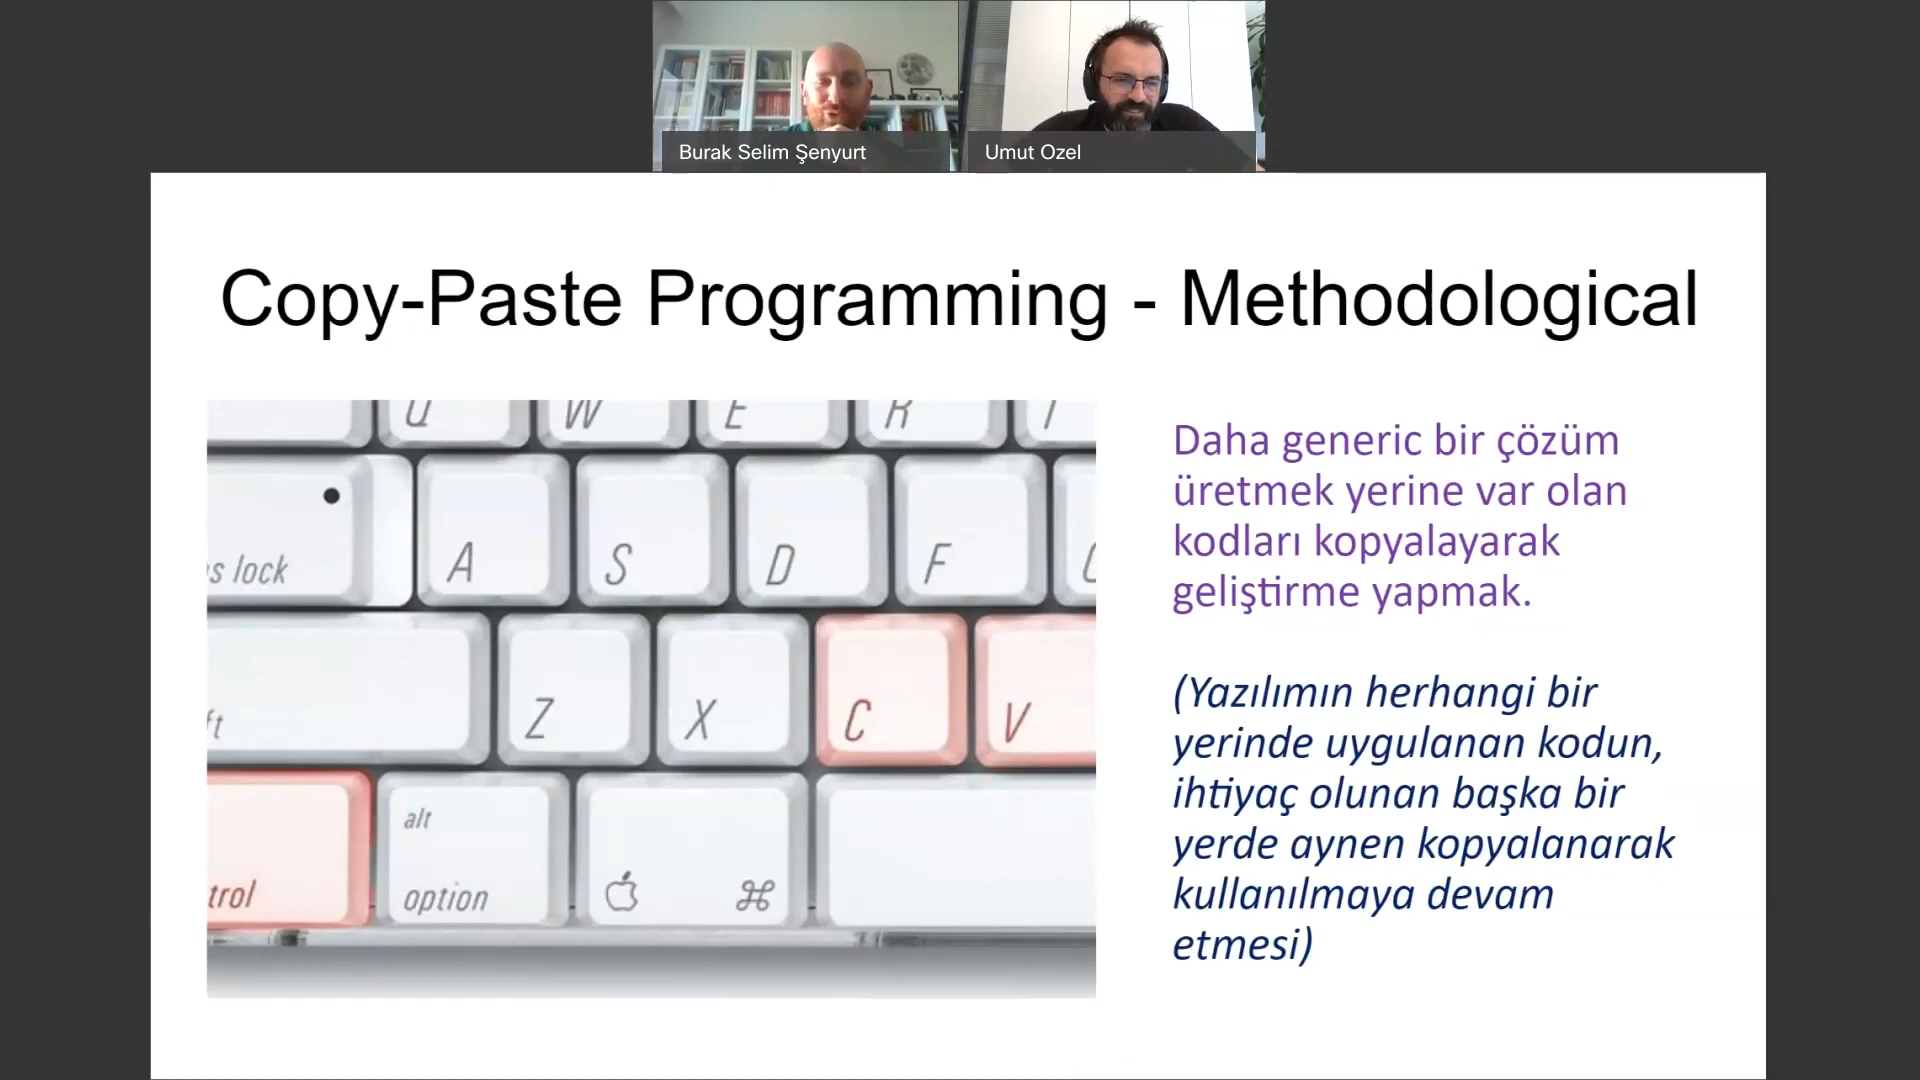 Burak Selim Şenyurt
Umut Ozel
Copy-Paste Programming - Methodological
Q W E R T
s lock A S D F
ft Z X C V
alt
trol option ⌘
Daha generic bir çözüm
üretmek yerine var olan
kodları kopyalayarak
geliştirme yapmak.
(Yazılımın herhangi bir
yerinde uygulanan kodun,
ihtiyaç olunan başka bir
yerde aynen kopyalanarak
kullanılmaya devam
etmesi)